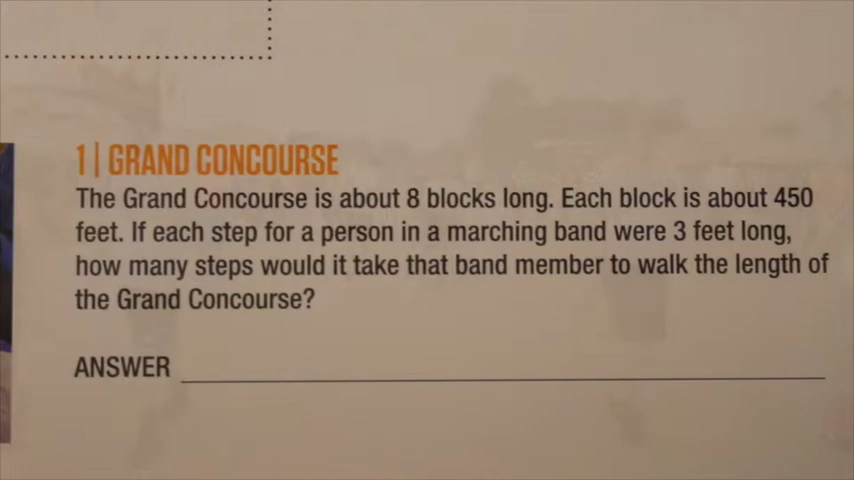 1 | GRAND CONCOURSE
The Grand Concourse is about 8 blocks long. Each block is about 450
feet. If each step for a person in a marching band were 3 feet long,
how many steps would it take that band member to walk the length of
the Grand Concourse?
ANSWER